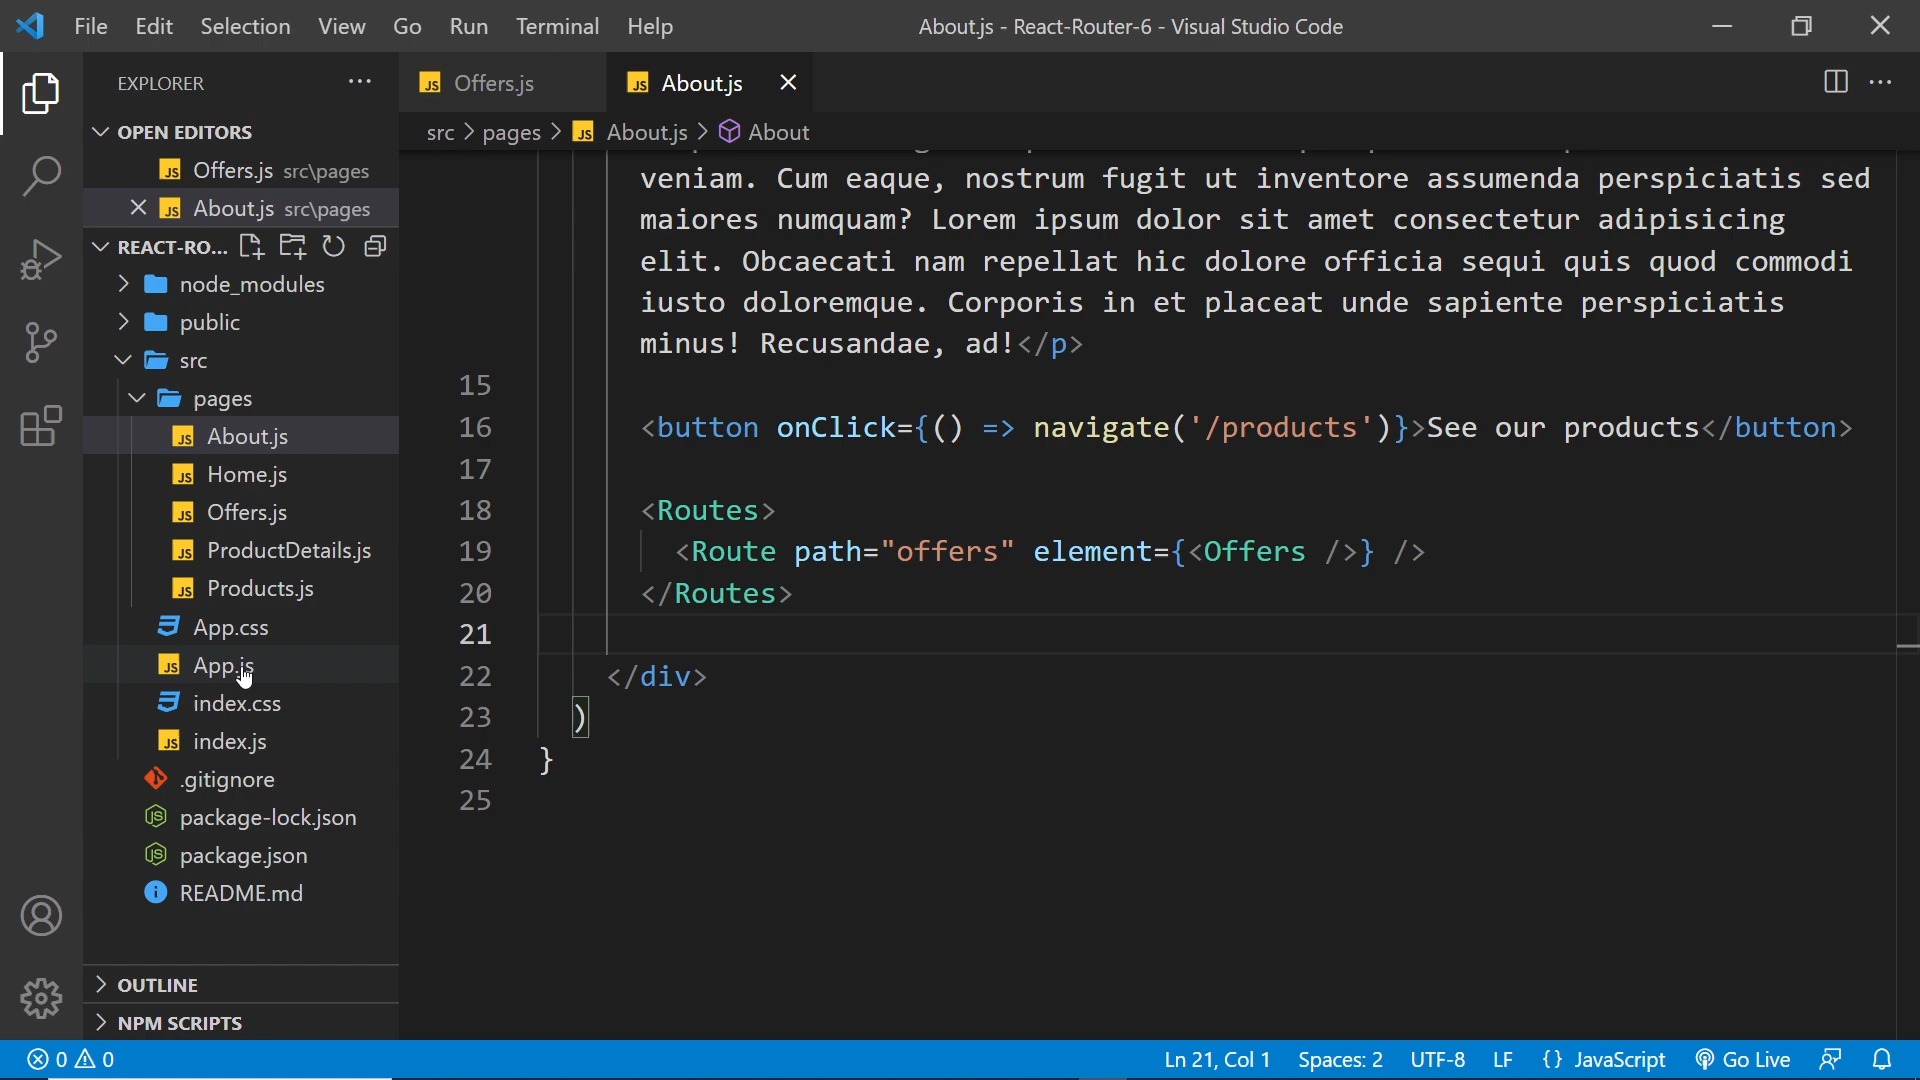 File Edit Selection View Go Run Terminal Help
About.js - React-Router-6 - Visual Studio Code
EXPLORER
OPEN EDITORS
Offers.js src\pages
About.js src\pages
REACT-RO...
node_modules
public
src
pages
About.js
Home.js
Offers.js
ProductDetails.js
Products.js
App.css
App.js
index.css
index.js
.gitignore
package-lock.json
package.json
README.md
OUTLINE
NPM SCRIPTS
Offers.js
About.js
src > pages > About.js > About
veniam. Cum eaque, nostrum fugit ut inventore assumenda perspiciatis sed
maiores numquam? Lorem ipsum dolor sit amet consectetur adipisicing
elit. Obcaecati nam repellat hic dolore officia sequi quis quod commodi
iusto doloremque. Corporis in et placeat unde sapiente perspiciatis
minus! Recusandae, ad!</p>
15
16 <button onClick={() => navigate('/products')}>See our products</button>
17
18 <Routes>
19 <Route path="offers" element={<Offers />} />
20 </Routes>
21
22 </div>
23 )
24 }
25
0 0
Ln 21, Col 1 Spaces: 2 UTF-8 LF {} JavaScript Go Live